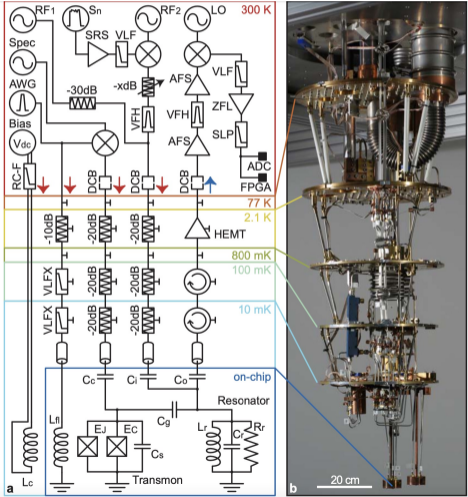 RF1 Sn RF2 LO 300 K
Spec SRS VLF
AWG -30dB -xdB AFS VLF
VFH VFH ZFL
Bias AFS SLP
Vdc
RC-F DCB DCB DCB ADC
FPGA
77 K
2.1 K
-10dB -20dB -20dB HEMT
800 mK
100 mK
VLFX -20dB -20dB
10 mK
VLFX -20dB -20dB
on-chip
Cc Ci Co
Resonator
Cg
Lfl EJ EC Cs Lr Cr Rr
Lc Transmon
a b 20 cm